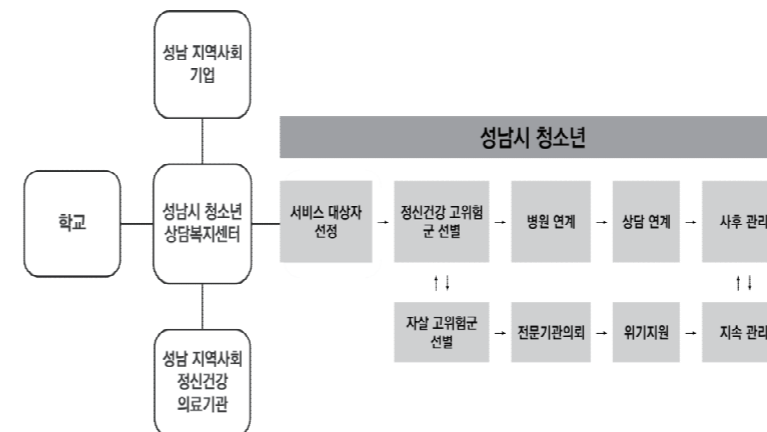 성남 지역사회
기업
성남시 청소년
학교
성남시 청소년
상담복지센터
서비스 대상자
선정
→
정신건강 고위험
군 선별
→
병원 연계
→
상담 연계
→
사후 관리
↑↓
↑↓
자살 고위험군
선별
→
전문기관의뢰
→
위기지원
→
지속 관리
성남 지역사회
정신건강
의료기관